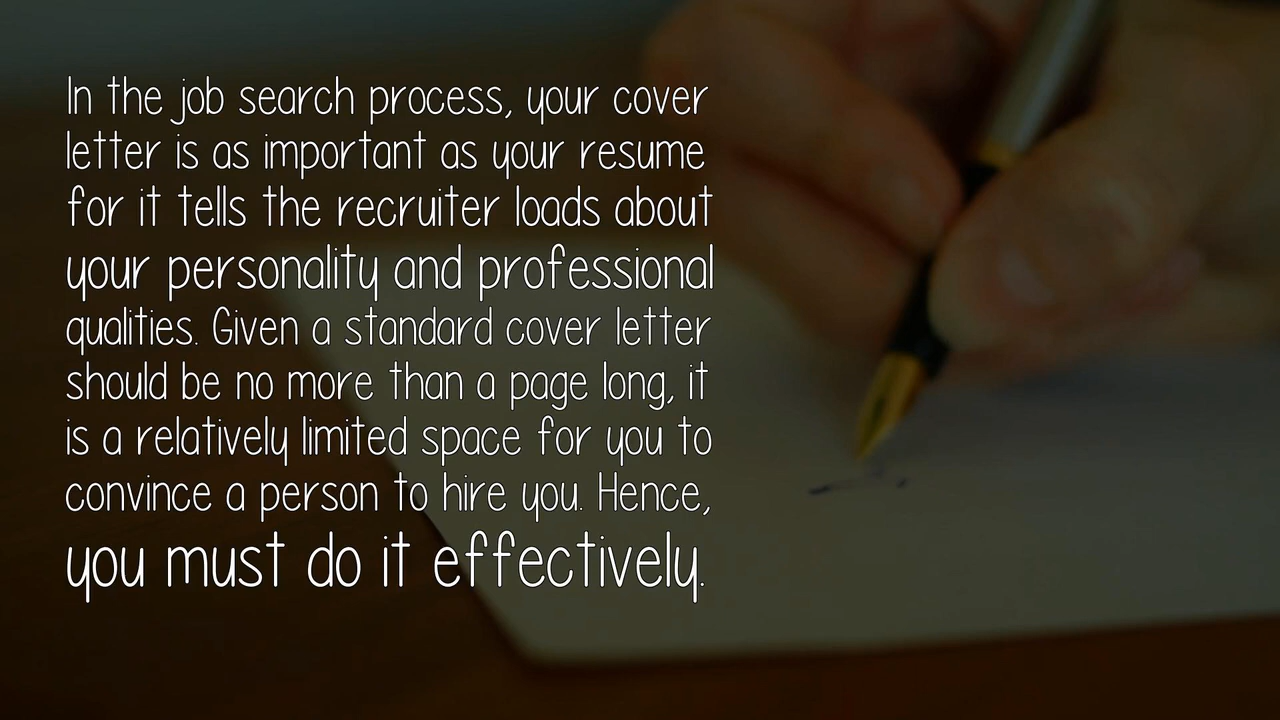 In the job search process, your cover
letter is as important as your resume
for it tells the recruiter loads about
your personality and professional
qualities. Given a standard cover letter
should be no more than a page long, it
is a relatively limited space for you to
convince a person to hire you. Hence,
you must do it effectively.